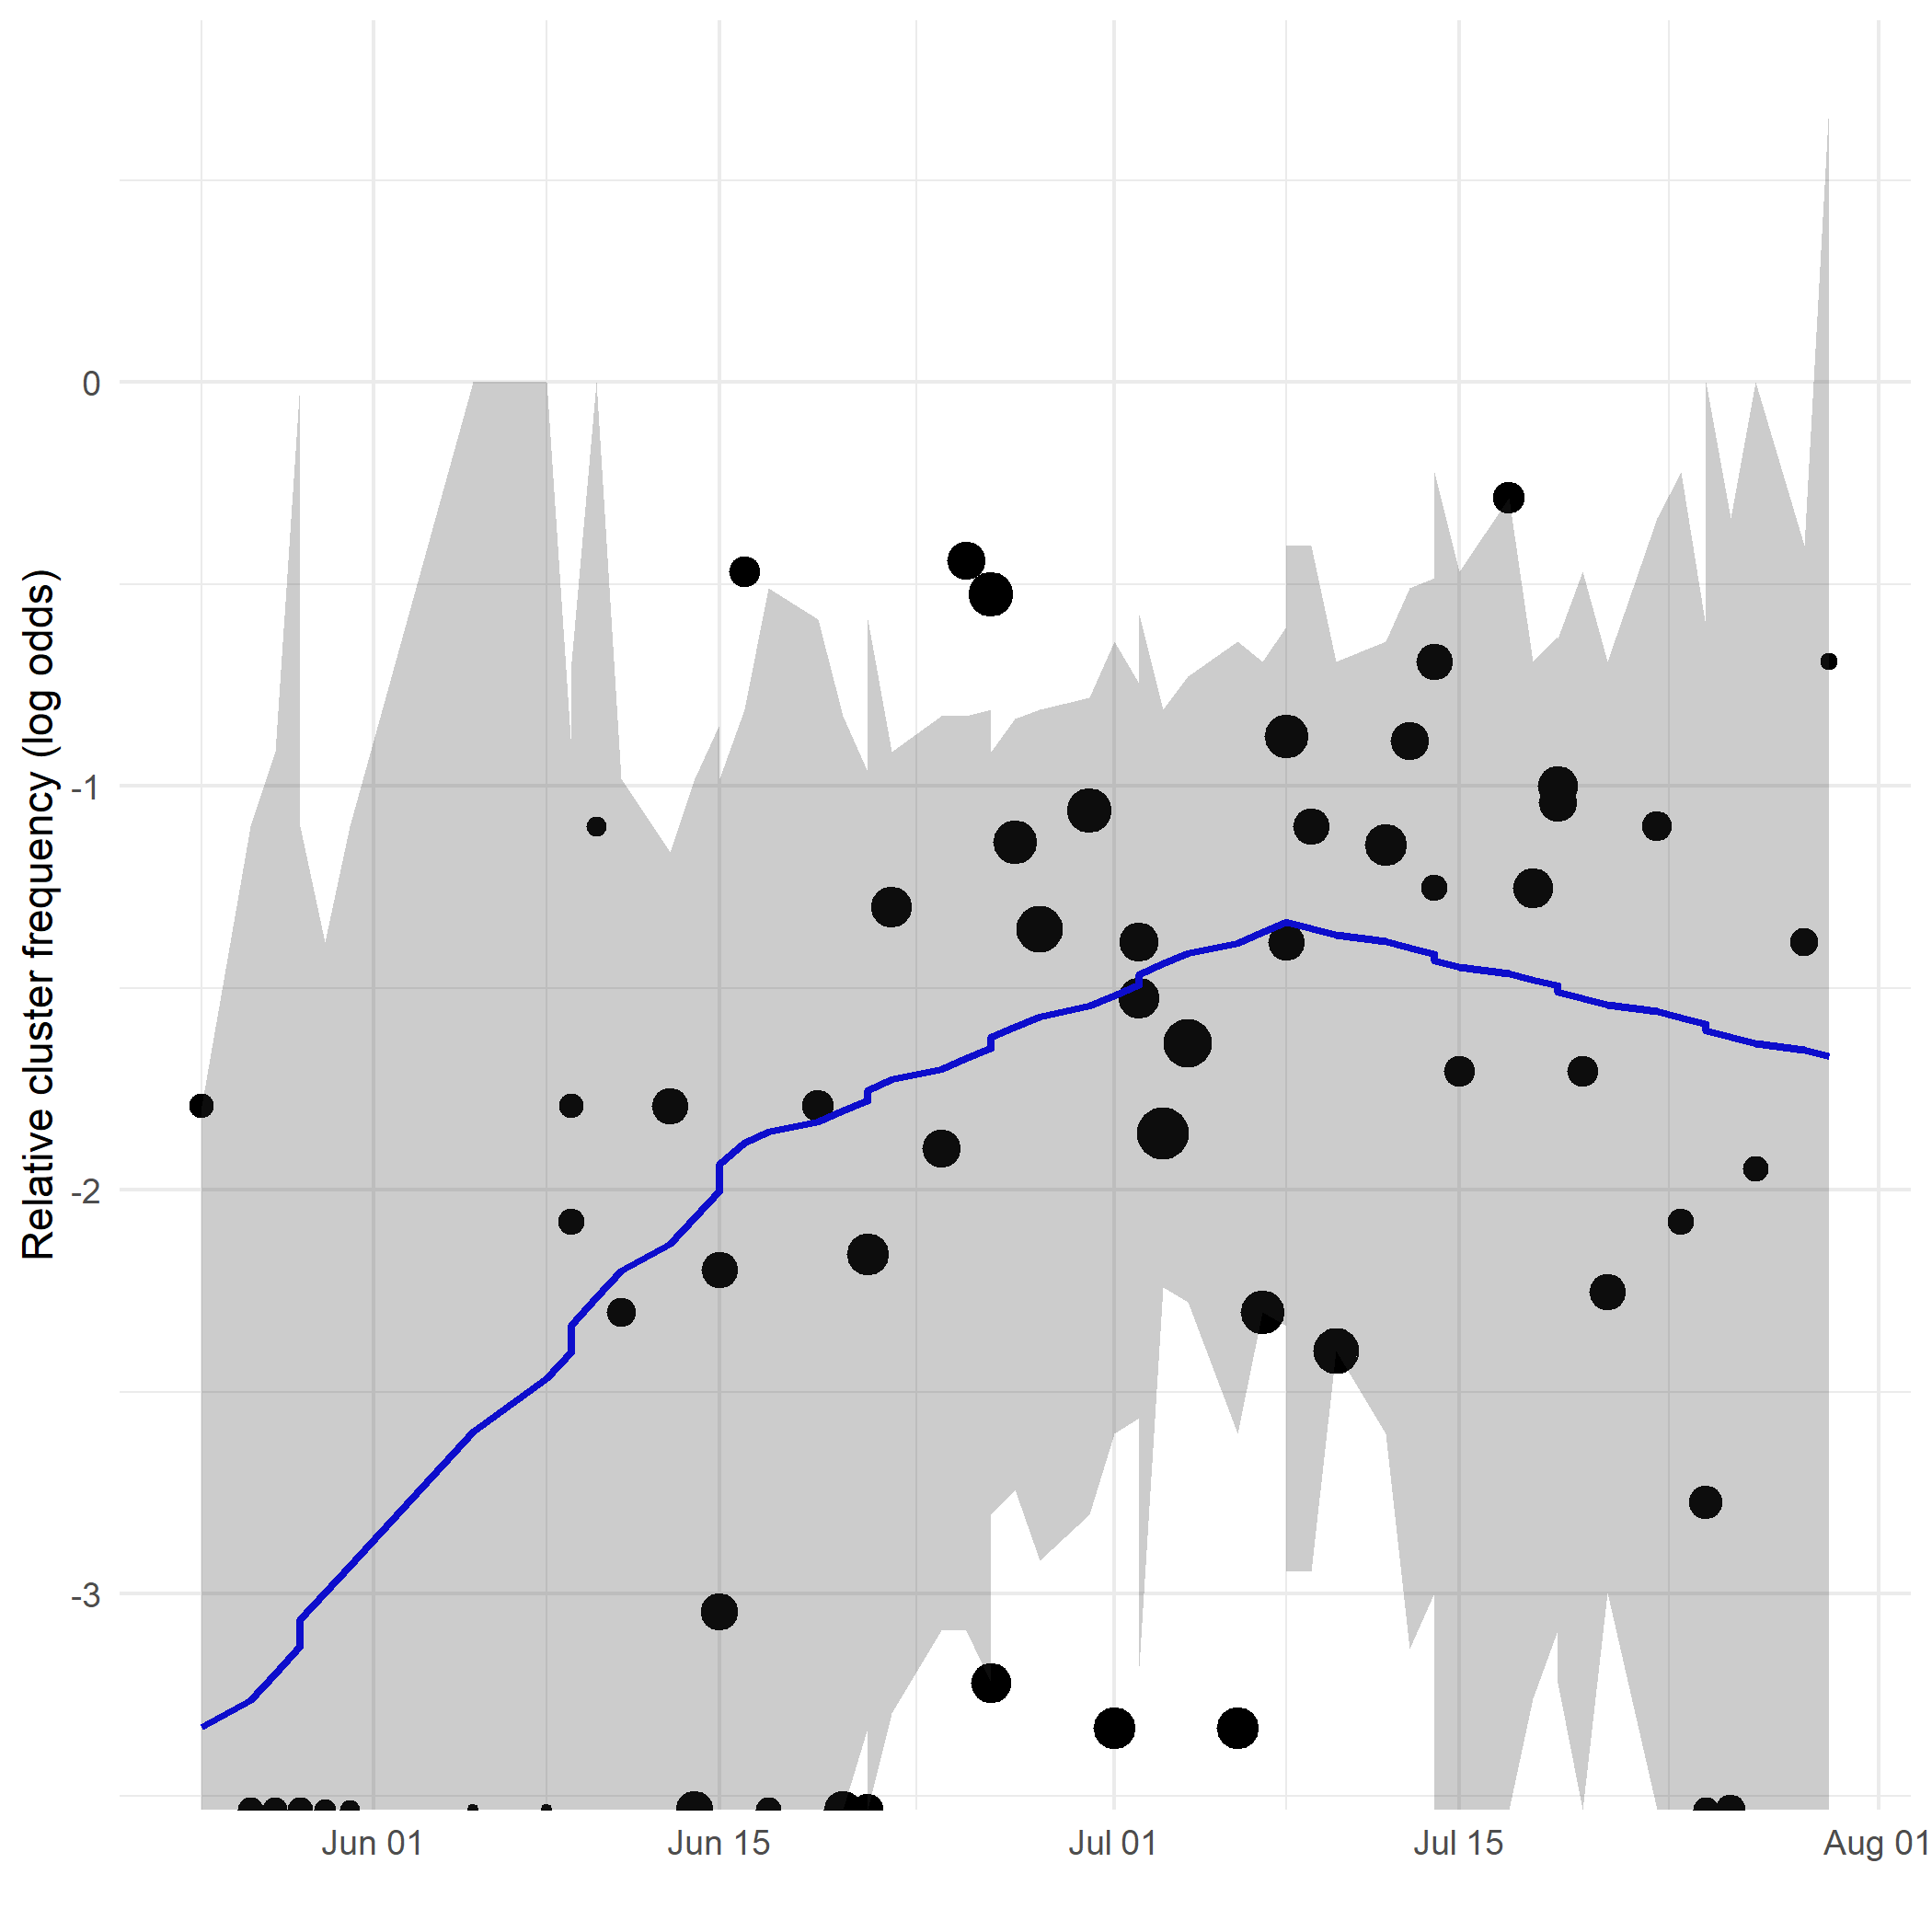 Relative cluster frequency (log odds)
0
-1
-2
-3
Jun 01
Jun 15
Jul 01
Jul 15
Aug 01